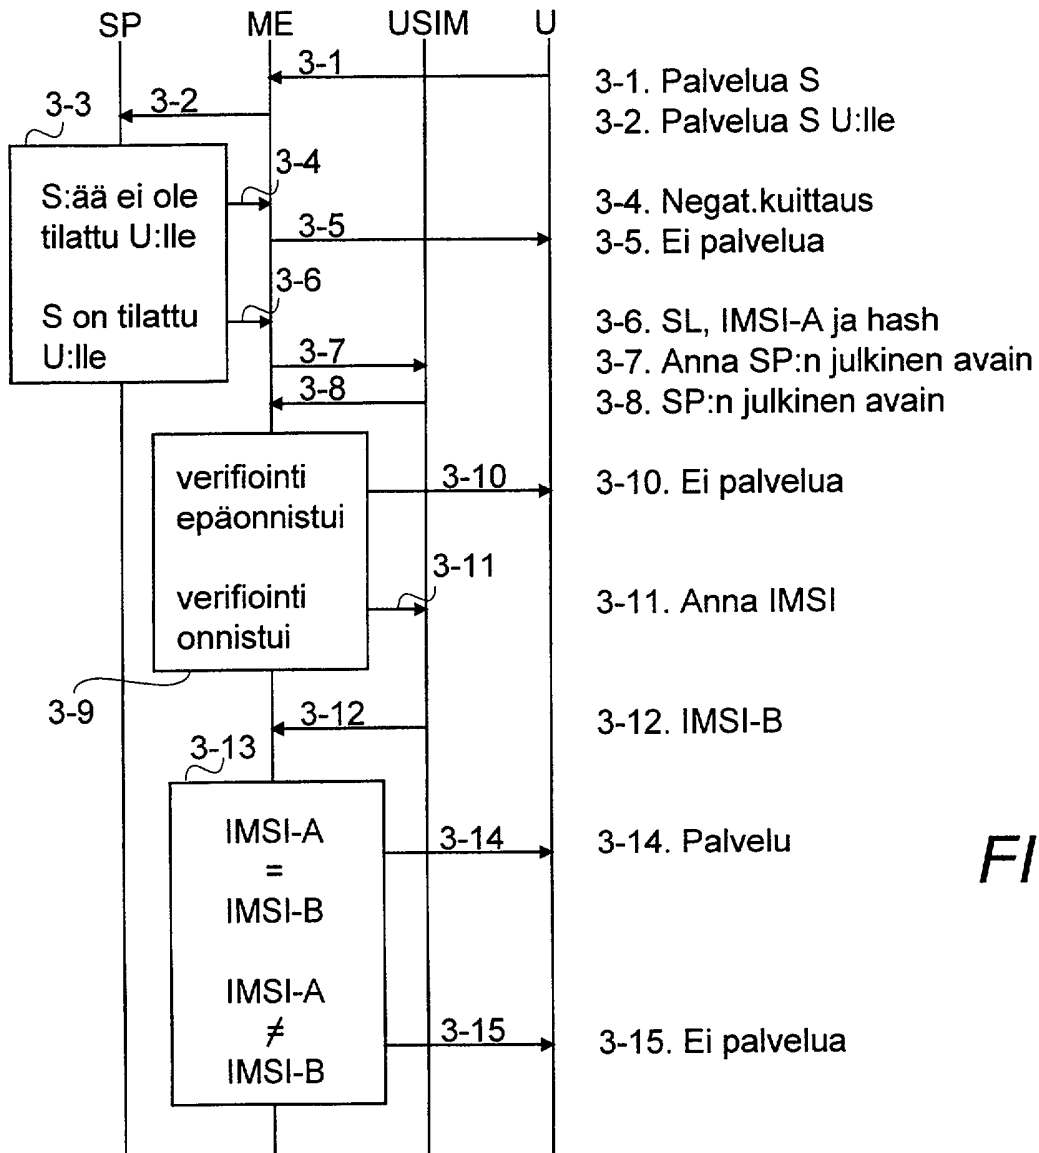 SP ME USIM U
3-1 3-1. Palvelua S
3-2 3-2. Palvelua S U:lle
3-3
S:ää ei ole
tilattu U:lle
3-4 3-4. Negat.kuittaus
3-5 3-5. Ei palvelua
S on tilattu
U:lle
3-6 3-6. SL, IMSI-A ja hash
3-7 3-7. Anna SP:n julkinen avain
3-8 3-8. SP:n julkinen avain
verifiointi
epäonnistui
3-10 3-10. Ei palvelua
verifiointi
onnistui
3-11 3-11. Anna IMSI
3-9
3-12 3-12. IMSI-B
3-13
IMSI-A
=
IMSI-B
3-14 3-14. Palvelu
IMSI-A
≠
IMSI-B
3-15 3-15. Ei palvelua
FI